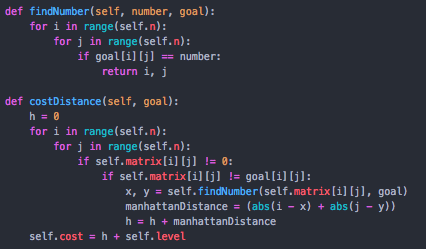 def findNumber(self, number, goal):
    for i in range(self.n):
        for j in range(self.n):
            if goal[i][j] == number:
                return i, j

def costDistance(self, goal):
    h = 0
    for i in range(self.n):
        for j in range(self.n):
            if self.matrix[i][j] != 0:
                if self.matrix[i][j] != goal[i][j]:
                    x, y = self.findNumber(self.matrix[i][j], goal)
                    manhattanDistance = (abs(i - x) + abs(j - y))
                    h = h + manhattanDistance
    self.cost = h + self.level